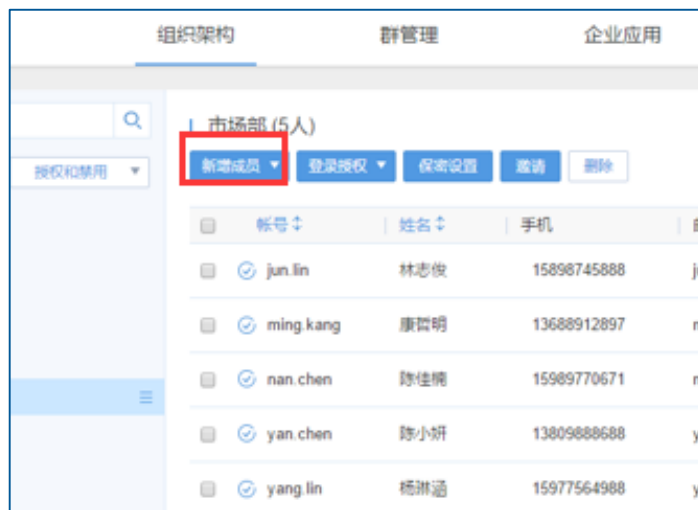 组织架构 群管理 企业应用
市场部 (5人)
授权和禁用
新增成员 登录授权 保密设置 邀请 删除
帐号 姓名 手机
jun.lin 林志俊 15898745888
ming.kang 康哲明 13688912897
nan.chen 陈佳楠 15989770671
yan.chen 陈小妍 13809888688
yang.lin 杨琳涵 15977564988